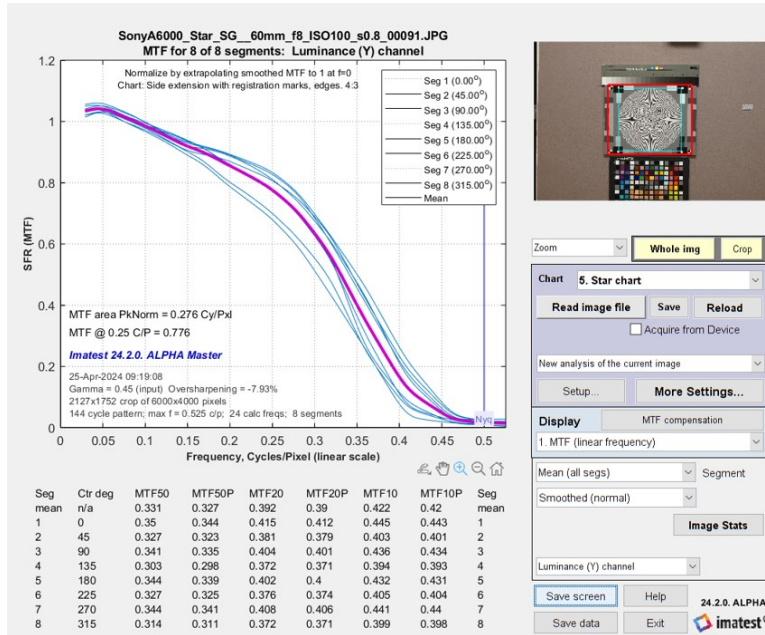 SonyA6000_Star_SG__60mm_f8_ISO100_s0.8_00091.JPG
MTF for 8 of 8 segments:  Luminance (Y) channel
Normalize by extrapolating smoothed MTF to 1 at f=0
Chart: Side extension with registration marks, edges. 4:3
Seg 1 (0.00°)
Seg 2 (45.00°)
Seg 3 (90.00°)
Seg 4 (135.00°)
Seg 5 (180.00°)
Seg 6 (225.00°)
Seg 7 (270.00°)
Seg 8 (315.00°)
Mean
1.2
1
0.8
0.6
0.4
0.2
0
SFR (MTF)
MTF area PkNorm = 0.276 Cy/Pxl
MTF @ 0.25 C/P = 0.776
Imatest 24.2.0. ALPHA Master
25-Apr-2024 09:19:08
Gamma = 0.45 (input)  Oversharpening = -7.93%
2127x1752 crop of 6000x4000 pixels
144 cycle pattern; max f = 0.525 c/p;  24 calc freqs;  8 segments
Nyq
0 0.05 0.1 0.15 0.2 0.25 0.3 0.35 0.4 0.45 0.5
Frequency, Cycles/Pixel (linear scale)
Seg Ctr deg MTF50 MTF50P MTF20 MTF20P MTF10 MTF10P Seg
mean n/a 0.331 0.327 0.392 0.39 0.422 0.42 mean
1 0 0.35 0.344 0.415 0.412 0.445 0.443 1
2 45 0.327 0.323 0.381 0.379 0.403 0.401 2
3 90 0.341 0.335 0.404 0.401 0.436 0.434 3
4 135 0.303 0.298 0.372 0.371 0.394 0.393 4
5 180 0.344 0.339 0.402 0.4 0.432 0.431 5
6 225 0.327 0.325 0.376 0.374 0.405 0.404 6
7 270 0.344 0.341 0.408 0.406 0.441 0.44 7
8 315 0.314 0.311 0.372 0.371 0.399 0.398 8
Zoom Whole img Crop
Chart 5. Star chart
Read image file Save Reload
Acquire from Device
New analysis of the current image
Setup... More Settings...
Display MTF compensation
1. MTF (linear frequency)
Mean (all segs) Segment
Smoothed (normal)
Image Stats
Luminance (Y) channel
Save screen Help 24.2.0. ALPHA
Save data Exit imatest